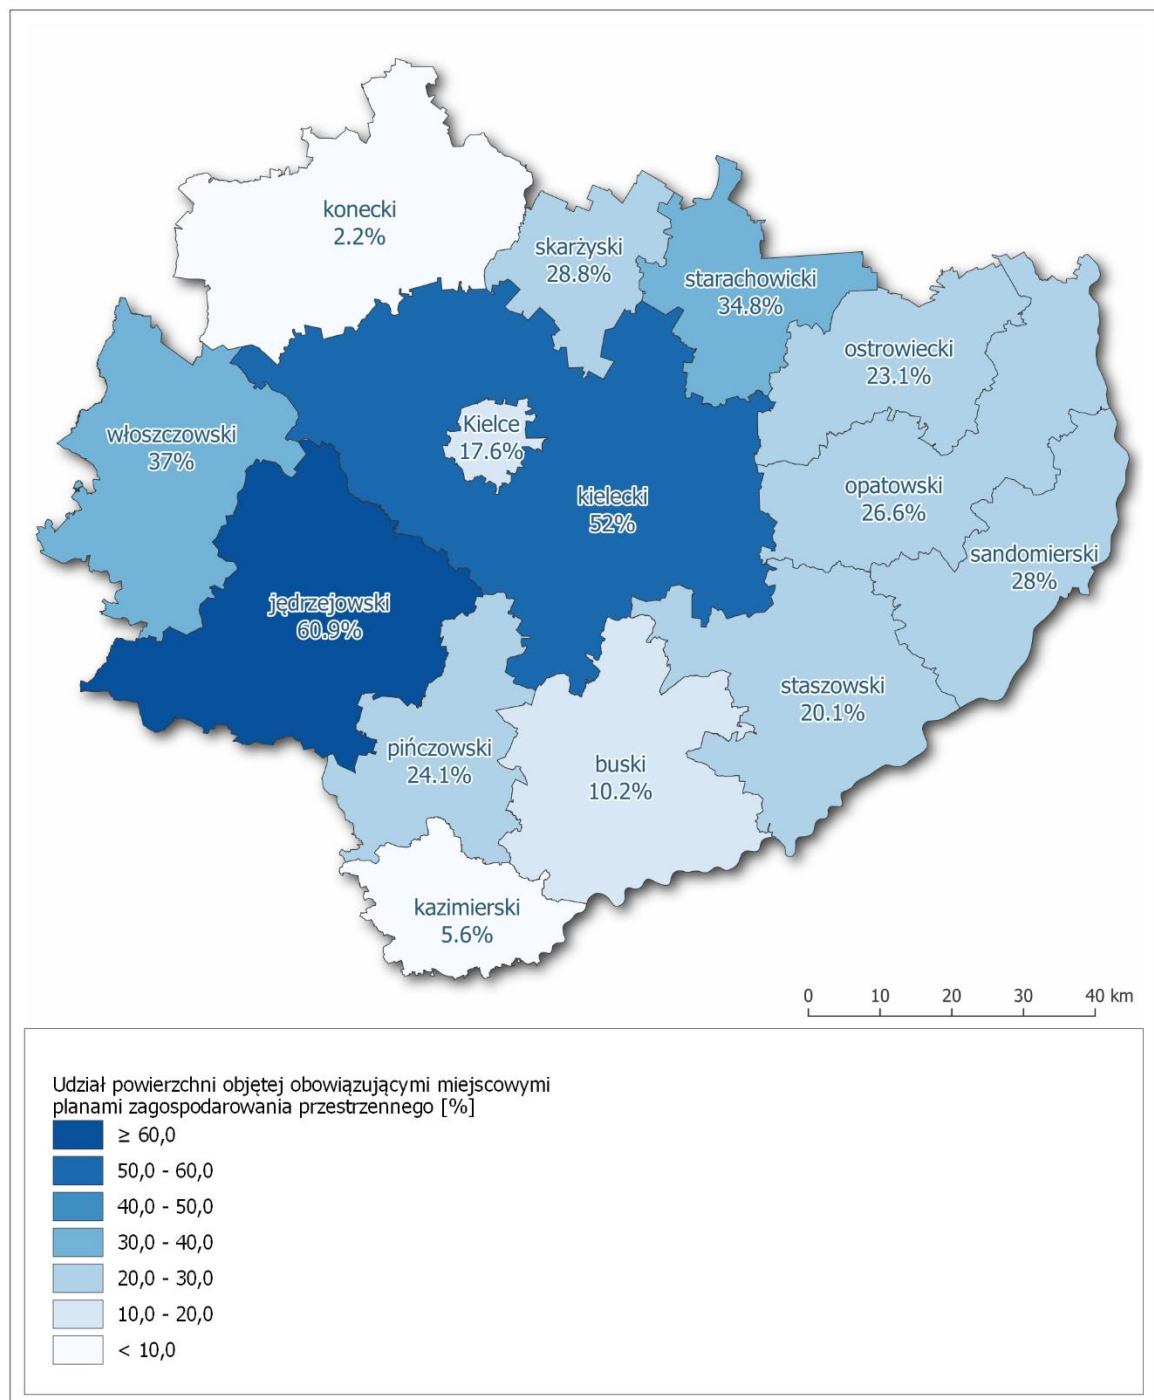 konecki
2.2%
skarżyski
28.8%
starachowicki
34.8%
ostrowiecki
23.1%
włoszczowski
37%
Kielce
17.6%
kielecki
52%
opatowski
26.6%
sandomierski
28%
jędrzejowski
60.9%
staszowski
20.1%
pińczowski
24.1%
buski
10.2%
kazimierski
5.6%
0 10 20 30 40 km
Udział powierzchni objętej obowiązującymi miejscowymi
planami zagospodarowania przestrzennego [%]
≥ 60,0
50,0 - 60,0
40,0 - 50,0
30,0 - 40,0
20,0 - 30,0
10,0 - 20,0
< 10,0